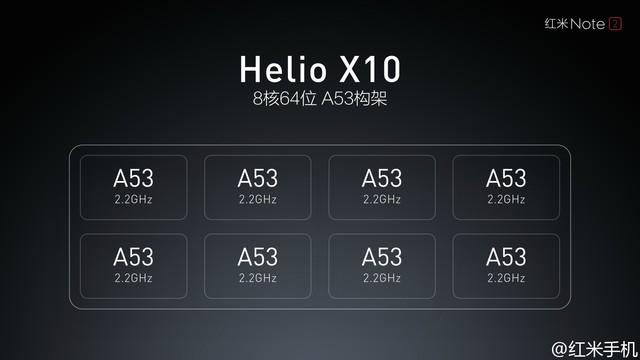 红米Note 2
Helio X10
8核64位 A53构架
A53 A53 A53 A53
2.2GHz 2.2GHz 2.2GHz 2.2GHz
A53 A53 A53 A53
2.2GHz 2.2GHz 2.2GHz 2.2GHz
@红米手机